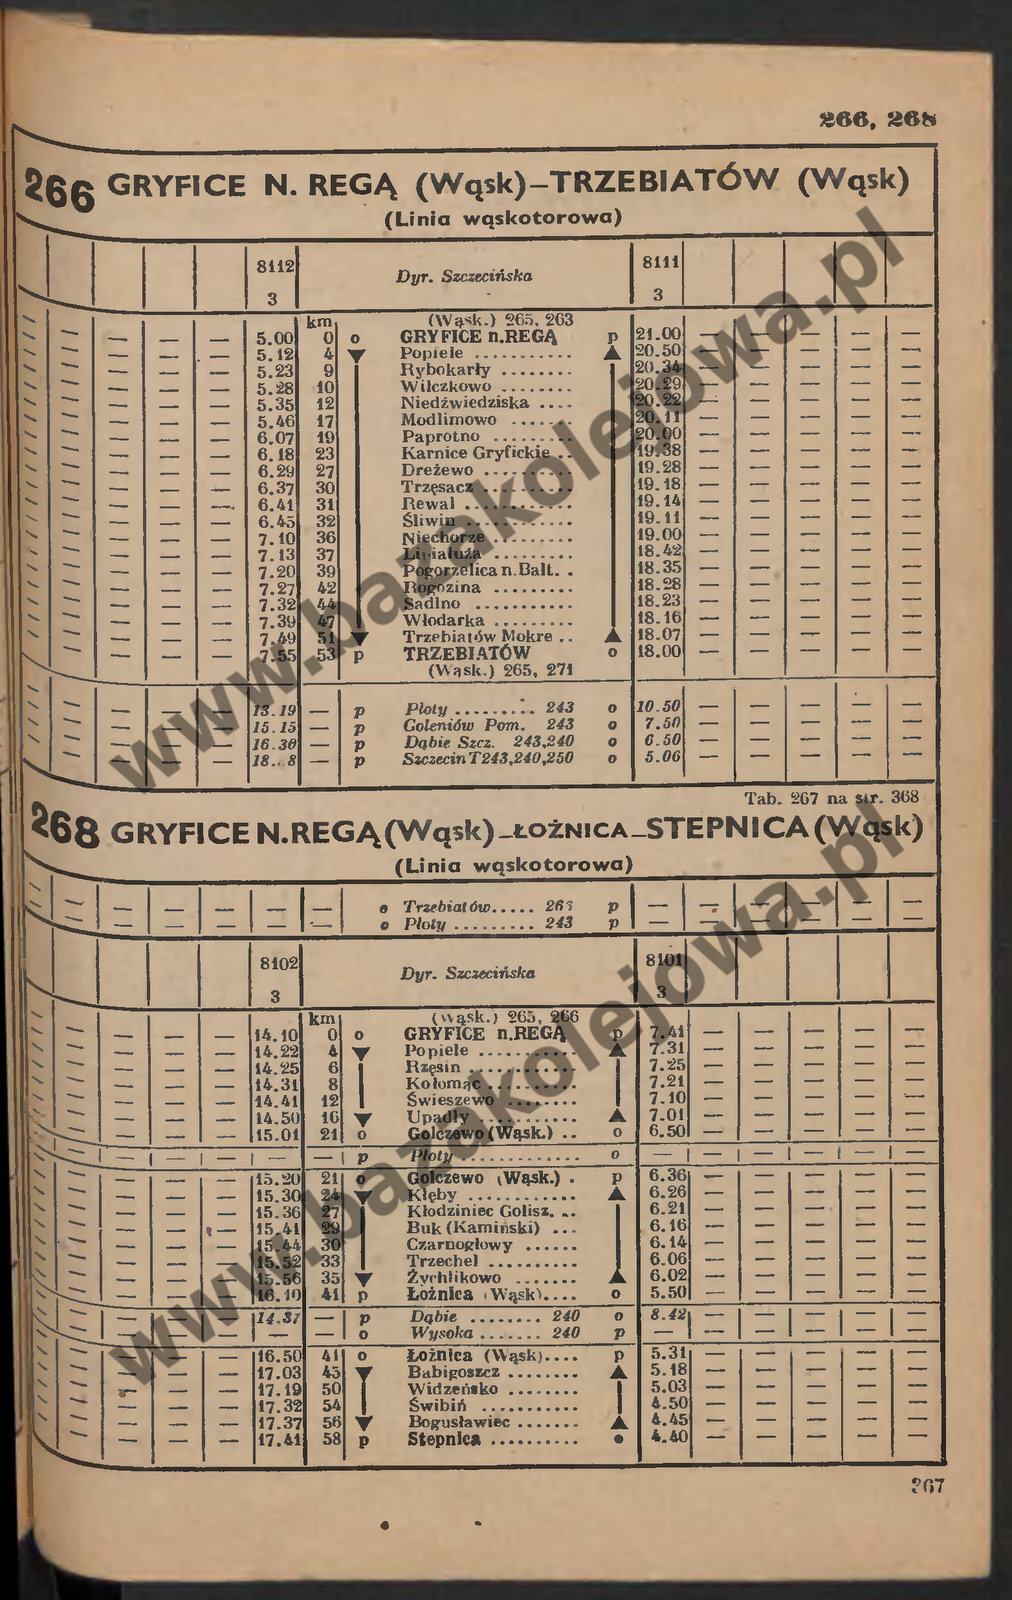 266, 268
266 GRYFICE N. REGĄ (Wąsk)–TRZEBIATÓW (Wąsk)
(Linia wąskotorowa)
8112 Dyr. Szczecińska 8111
3 3
km (Wąsk.) 265, 263
5.00 0 o GRYFICE n.REGĄ p 21.00
5.12 4 Popiele 20.50
5.23 9 Rybokarły 20.34
5.28 10 Wilczkowo 20.29
5.35 12 Niedźwiedziska 20.22
5.46 17 Modlimowo 20.11
6.07 19 Paprotno 20.00
6.18 23 Karnice Gryfickie 19.38
6.29 27 Dreżewo 19.28
6.37 30 Trzęsacz 19.18
6.41 31 Rewal 19.14
6.45 32 Śliwin 19.11
7.10 36 Niechorze 19.00
7.13 37 18.42
7.20 39 Pogorzelica n.Bałt. 18.35
7.27 42 Rogozina 18.28
7.32 44 Sadlno 18.23
7.39 47 Włodarka 18.16
7.49 51 Trzebiatów Mokre 18.07
7.55 53 p TRZEBIATÓW o 18.00
(Wąsk.) 265, 271
13.19 — p Płoty 243 o 10.50
15.15 — p Goleniów Pom. 243 o 7.50
16.30 — p Dąbie Szcz. 243,240 o 6.50
18. 8 — p Szczecin T243,240,250 o 5.06
Tab. 267 na str. 368
268 GRYFICE N.REGĄ (Wąsk)–ŁOŻNICA–STEPNICA (Wąsk)
(Linia wąskotorowa)
— — — — — o Trzebiatów 26 p — — — — — —
— — — — — o Płoty 243 p — — — — — —
8102 Dyr. Szczecińska 8101
3 3
km (Wąsk.) 265, 266
14.10 0 o GRYFICE n.REGĄ p 7.41
14.22 4 Popiele 7.31
14.25 6 Rzęsin 7.25
14.31 8 Kołomąc 7.21
14.41 12 Świeszewo 7.10
14.50 16 Upadły 7.01
15.01 21 o Golczewo (Wąsk.) o 6.50
— — p Płoty o —
15.20 21 o Golczewo (Wąsk.) p 6.36
15.30 24 Kłęby 6.26
15.36 27 Kłodziniec Golisz. 6.21
15.41 29 Buk (Kamiński) 6.16
15.44 30 Czarnogłowy 6.14
15.52 33 Trzechel 6.06
15.56 35 Żychlikowo 6.02
16.10 41 p Łoźnica (Wąsk) o 5.50
14.37 — p Dąbie 240 o 8.42
— — o Wysoka 240 p —
16.50 41 o Łoźnica (Wąsk) p 5.31
17.03 45 Babigoszcz 5.18
17.19 50 Widzeńsko 5.03
17.32 54 Świbiń 4.50
17.37 56 Bogusławiec 4.45
17.41 58 p Stepnica 4.40
367
www.bazakolejowa.pl
www.bazakolejowa.pl